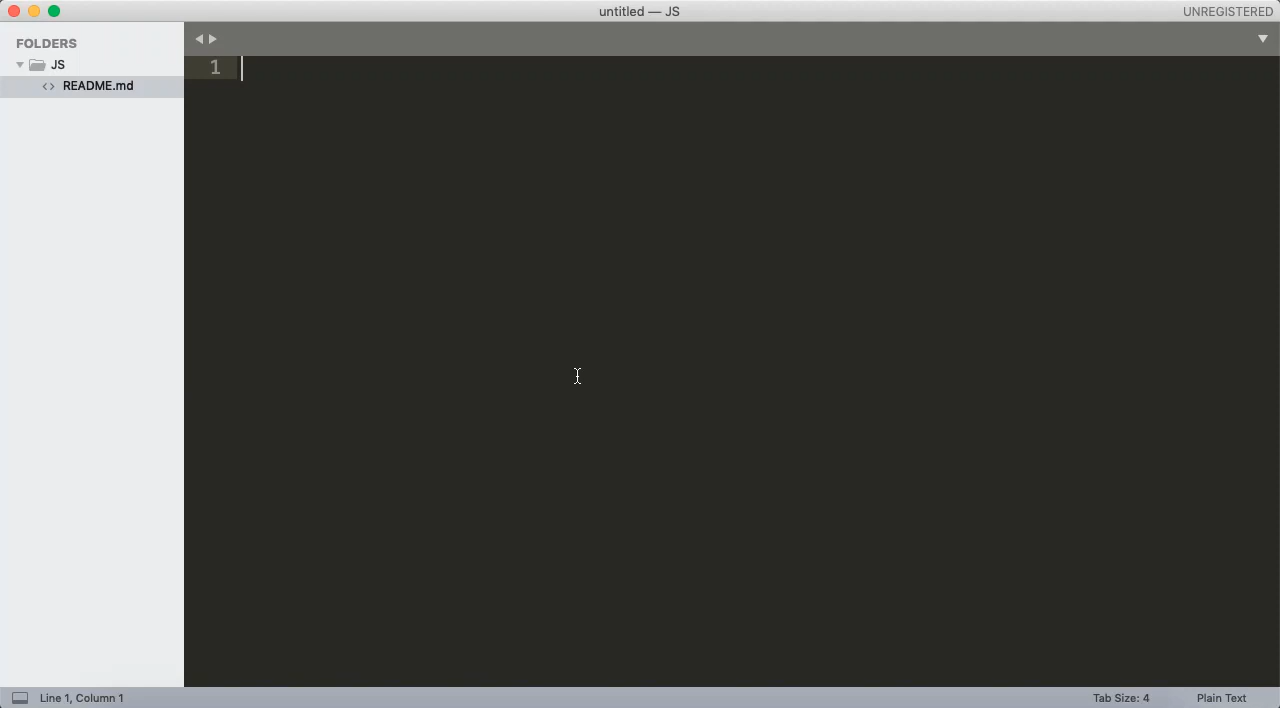 untitled — JS
UNREGISTERED
FOLDERS
JS
<> README.md
1
Line 1, Column 1
Tab Size: 4
Plain Text